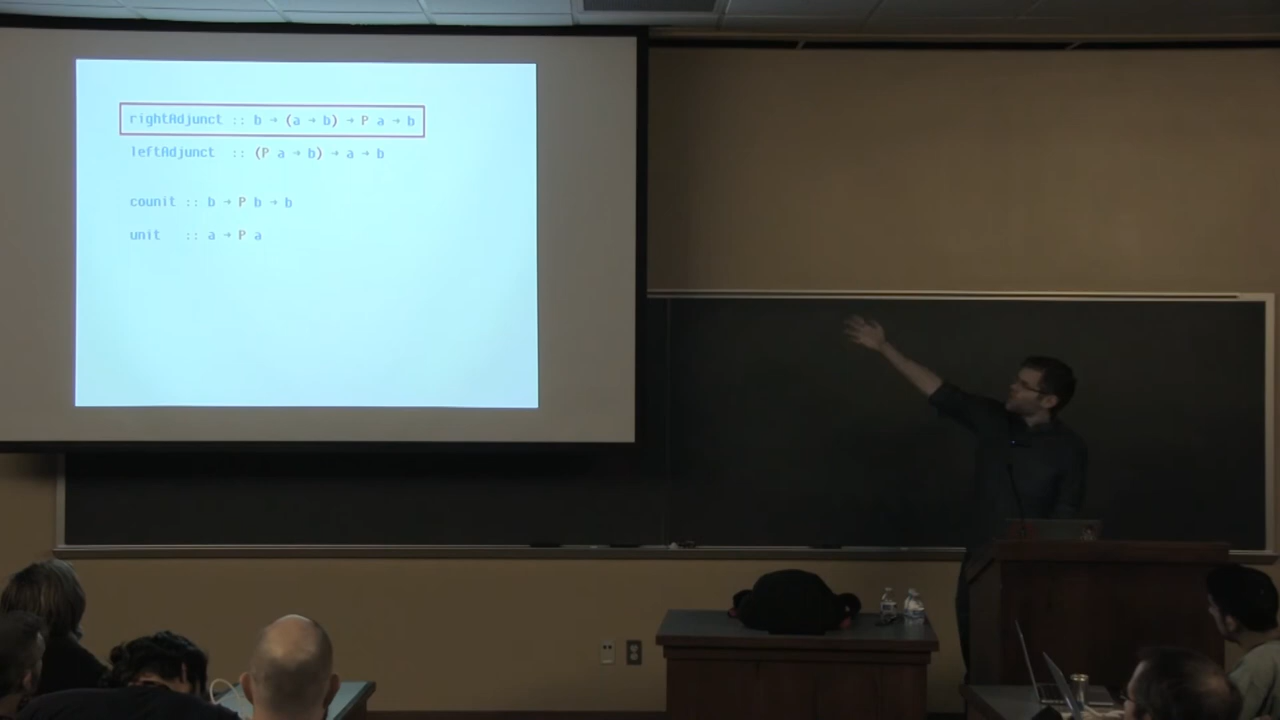 rightAdjunct :: b → (a → b) → P a → b
leftAdjunct :: (P a → b) → a → b
counit :: b → P b → b
unit :: a → P a